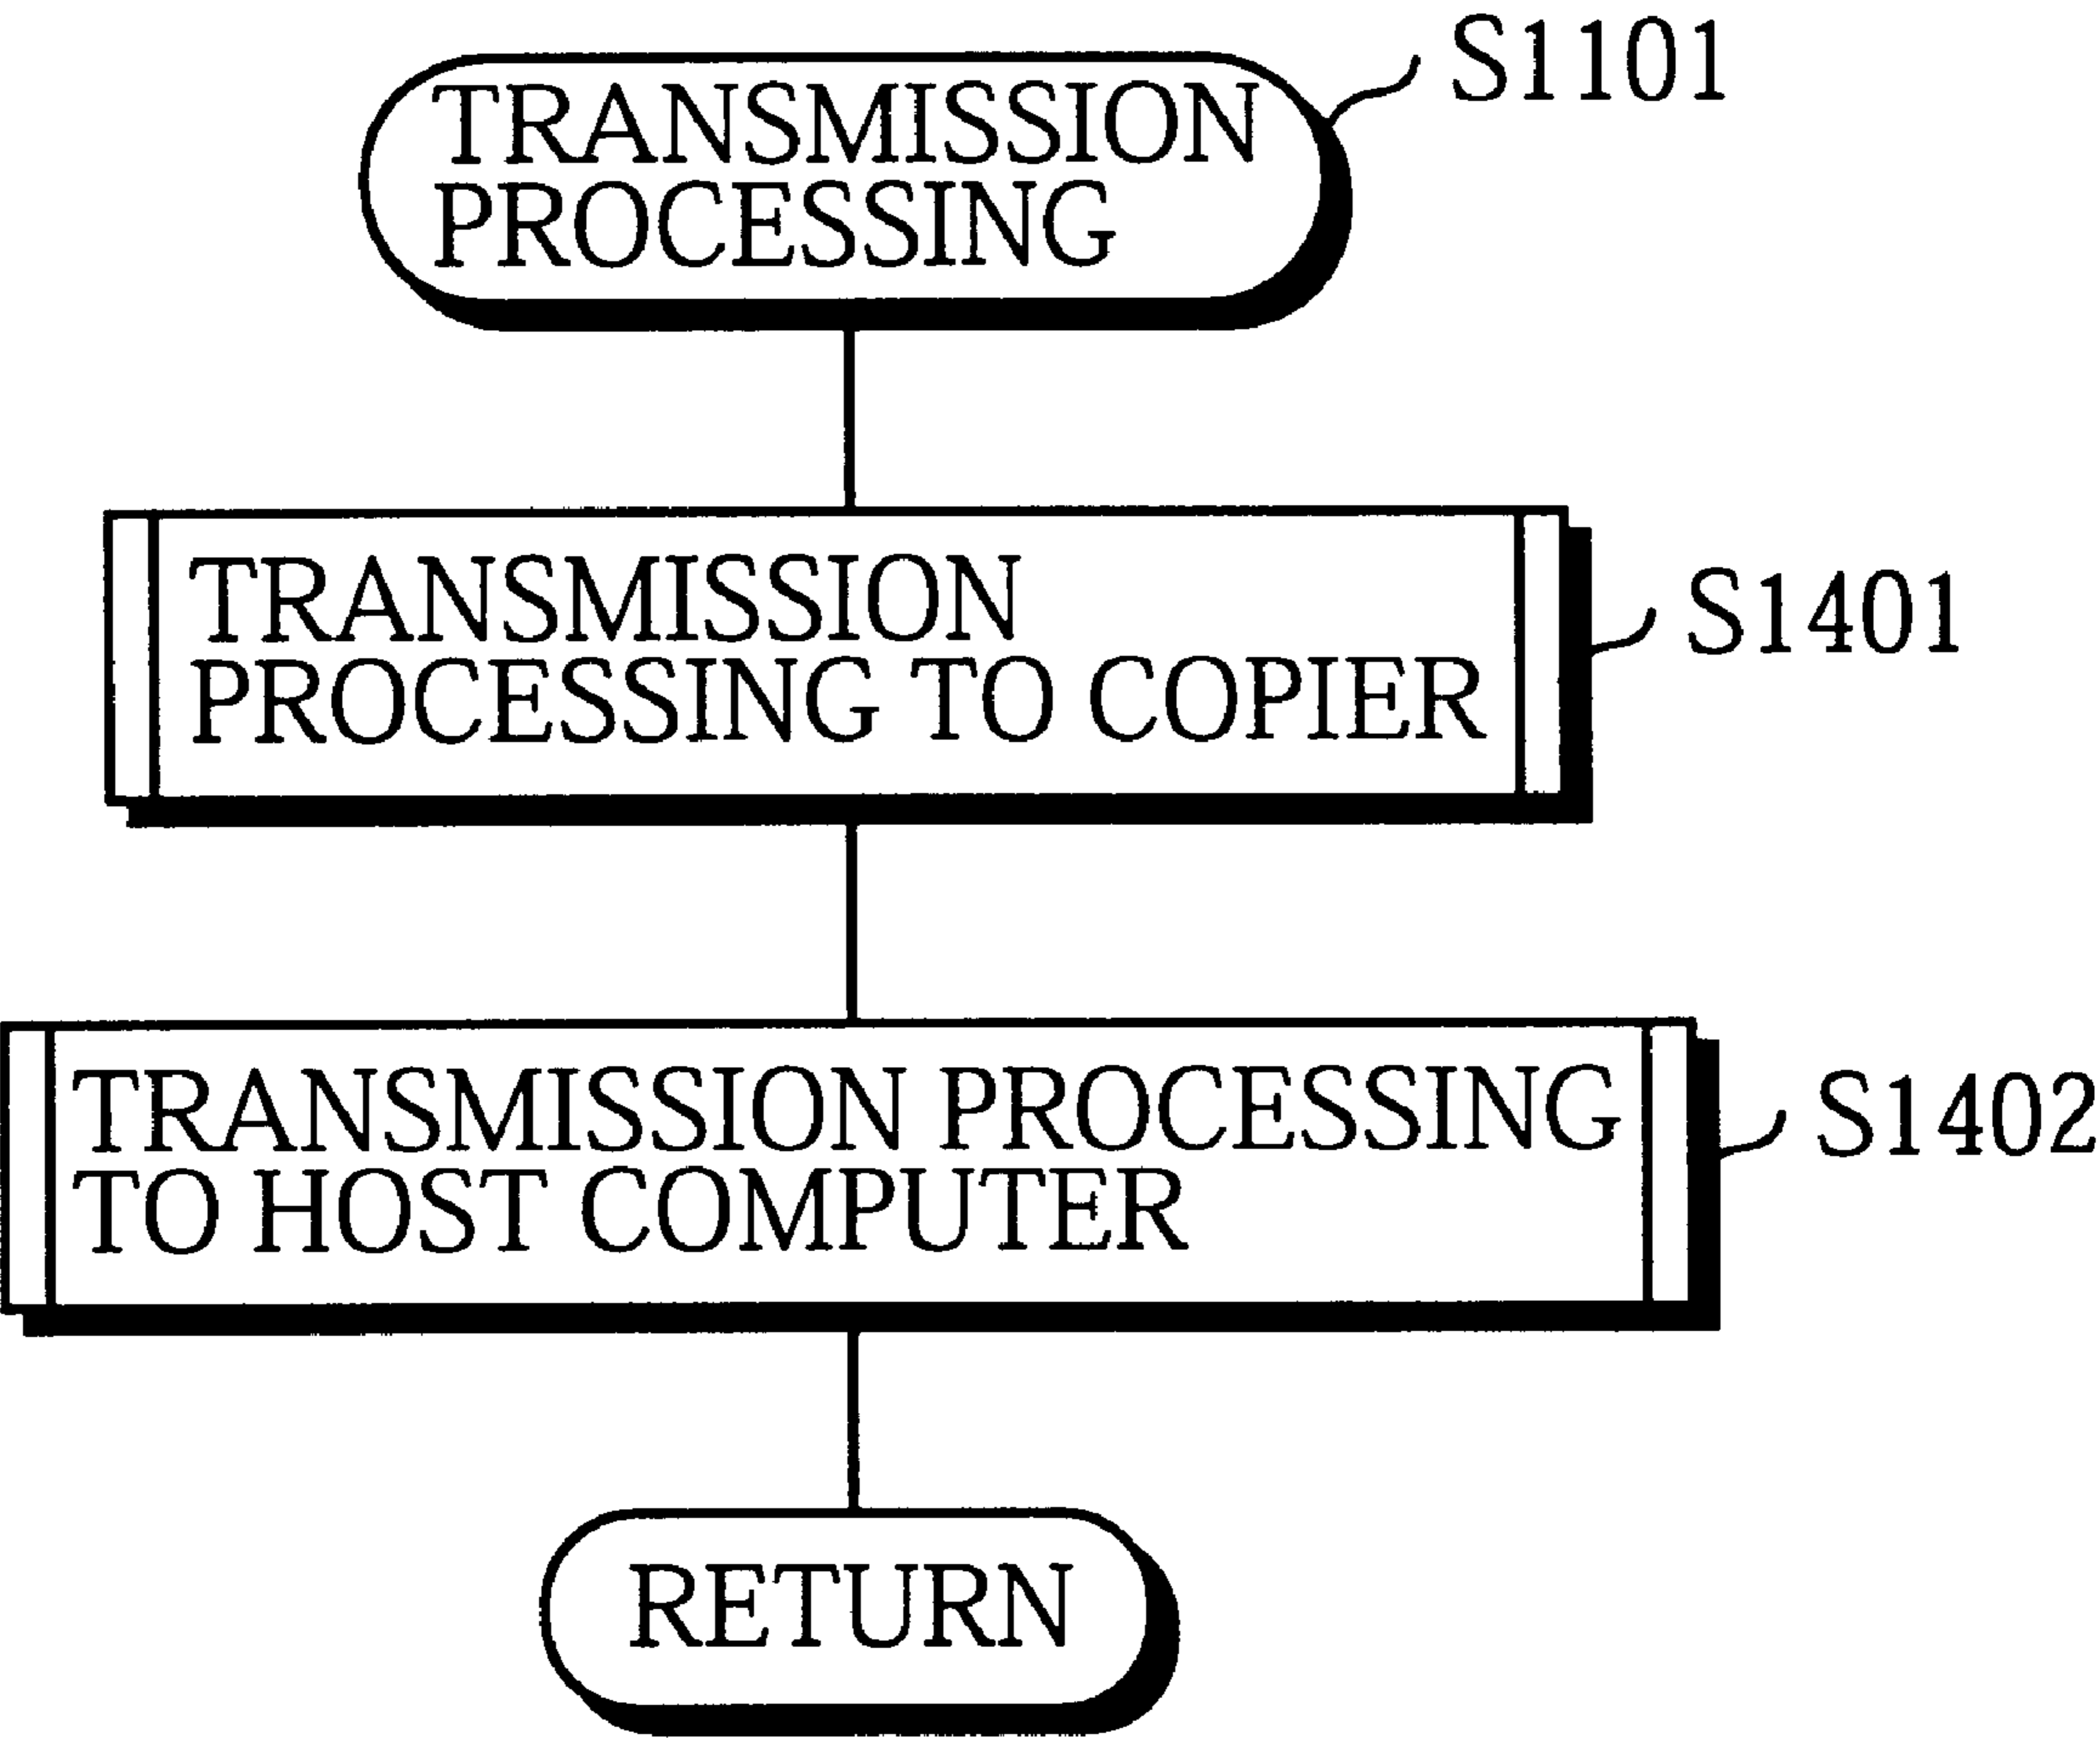 TRANSMISSION
PROCESSING
S1101
TRANSMISSION
PROCESSING TO COPIER
S1401
TRANSMISSION PROCESSING
TO HOST COMPUTER
S1402
RETURN